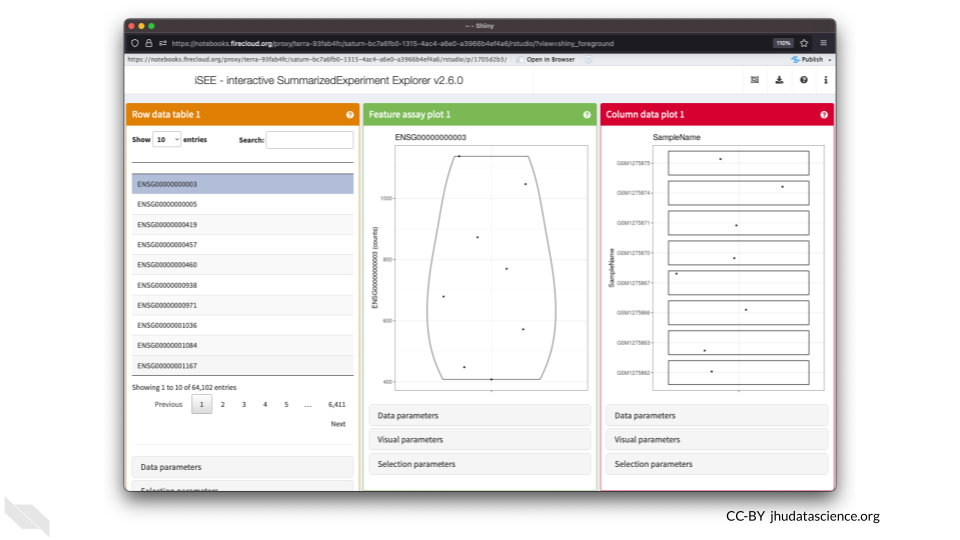 ~ - Shiny
https://notebooks.firecloud.org/proxy/terra-93fab4fc/saturn-bc7a6fb0-1315-4ac4-a6e0-a3966b4ef4a6/rstudio/?view=shiny_foreground
110%
https://notebooks.firecloud.org/proxy/terra-93fab4fc/saturn-bc7a6fb0-1315-4ac4-a6e0-a3966b4ef4a6/rstudio/p/1705d2b3/
Open in Browser
Publish
iSEE - interactive SummarizedExperiment Explorer v2.6.0
Row data table 1
Show 10 entries
Search:
ENSG00000000003
ENSG00000000005
ENSG00000000419
ENSG00000000457
ENSG00000000460
ENSG00000000938
ENSG00000000971
ENSG00000001036
ENSG00000001084
ENSG00000001167
Showing 1 to 10 of 64,102 entries
Previous 1 2 3 4 5 ... 6,411
Next
Data parameters
Selection parameters
Feature assay plot 1
ENSG00000000003
ENSG00000000003 (counts)
1000
800
600
400
Data parameters
Visual parameters
Selection parameters
Column data plot 1
SampleName
SampleName
GSM1275875
GSM1275874
GSM1275871
GSM1275870
GSM1275867
GSM1275866
GSM1275863
GSM1275862
Data parameters
Visual parameters
Selection parameters
CC-BY jhudatascience.org